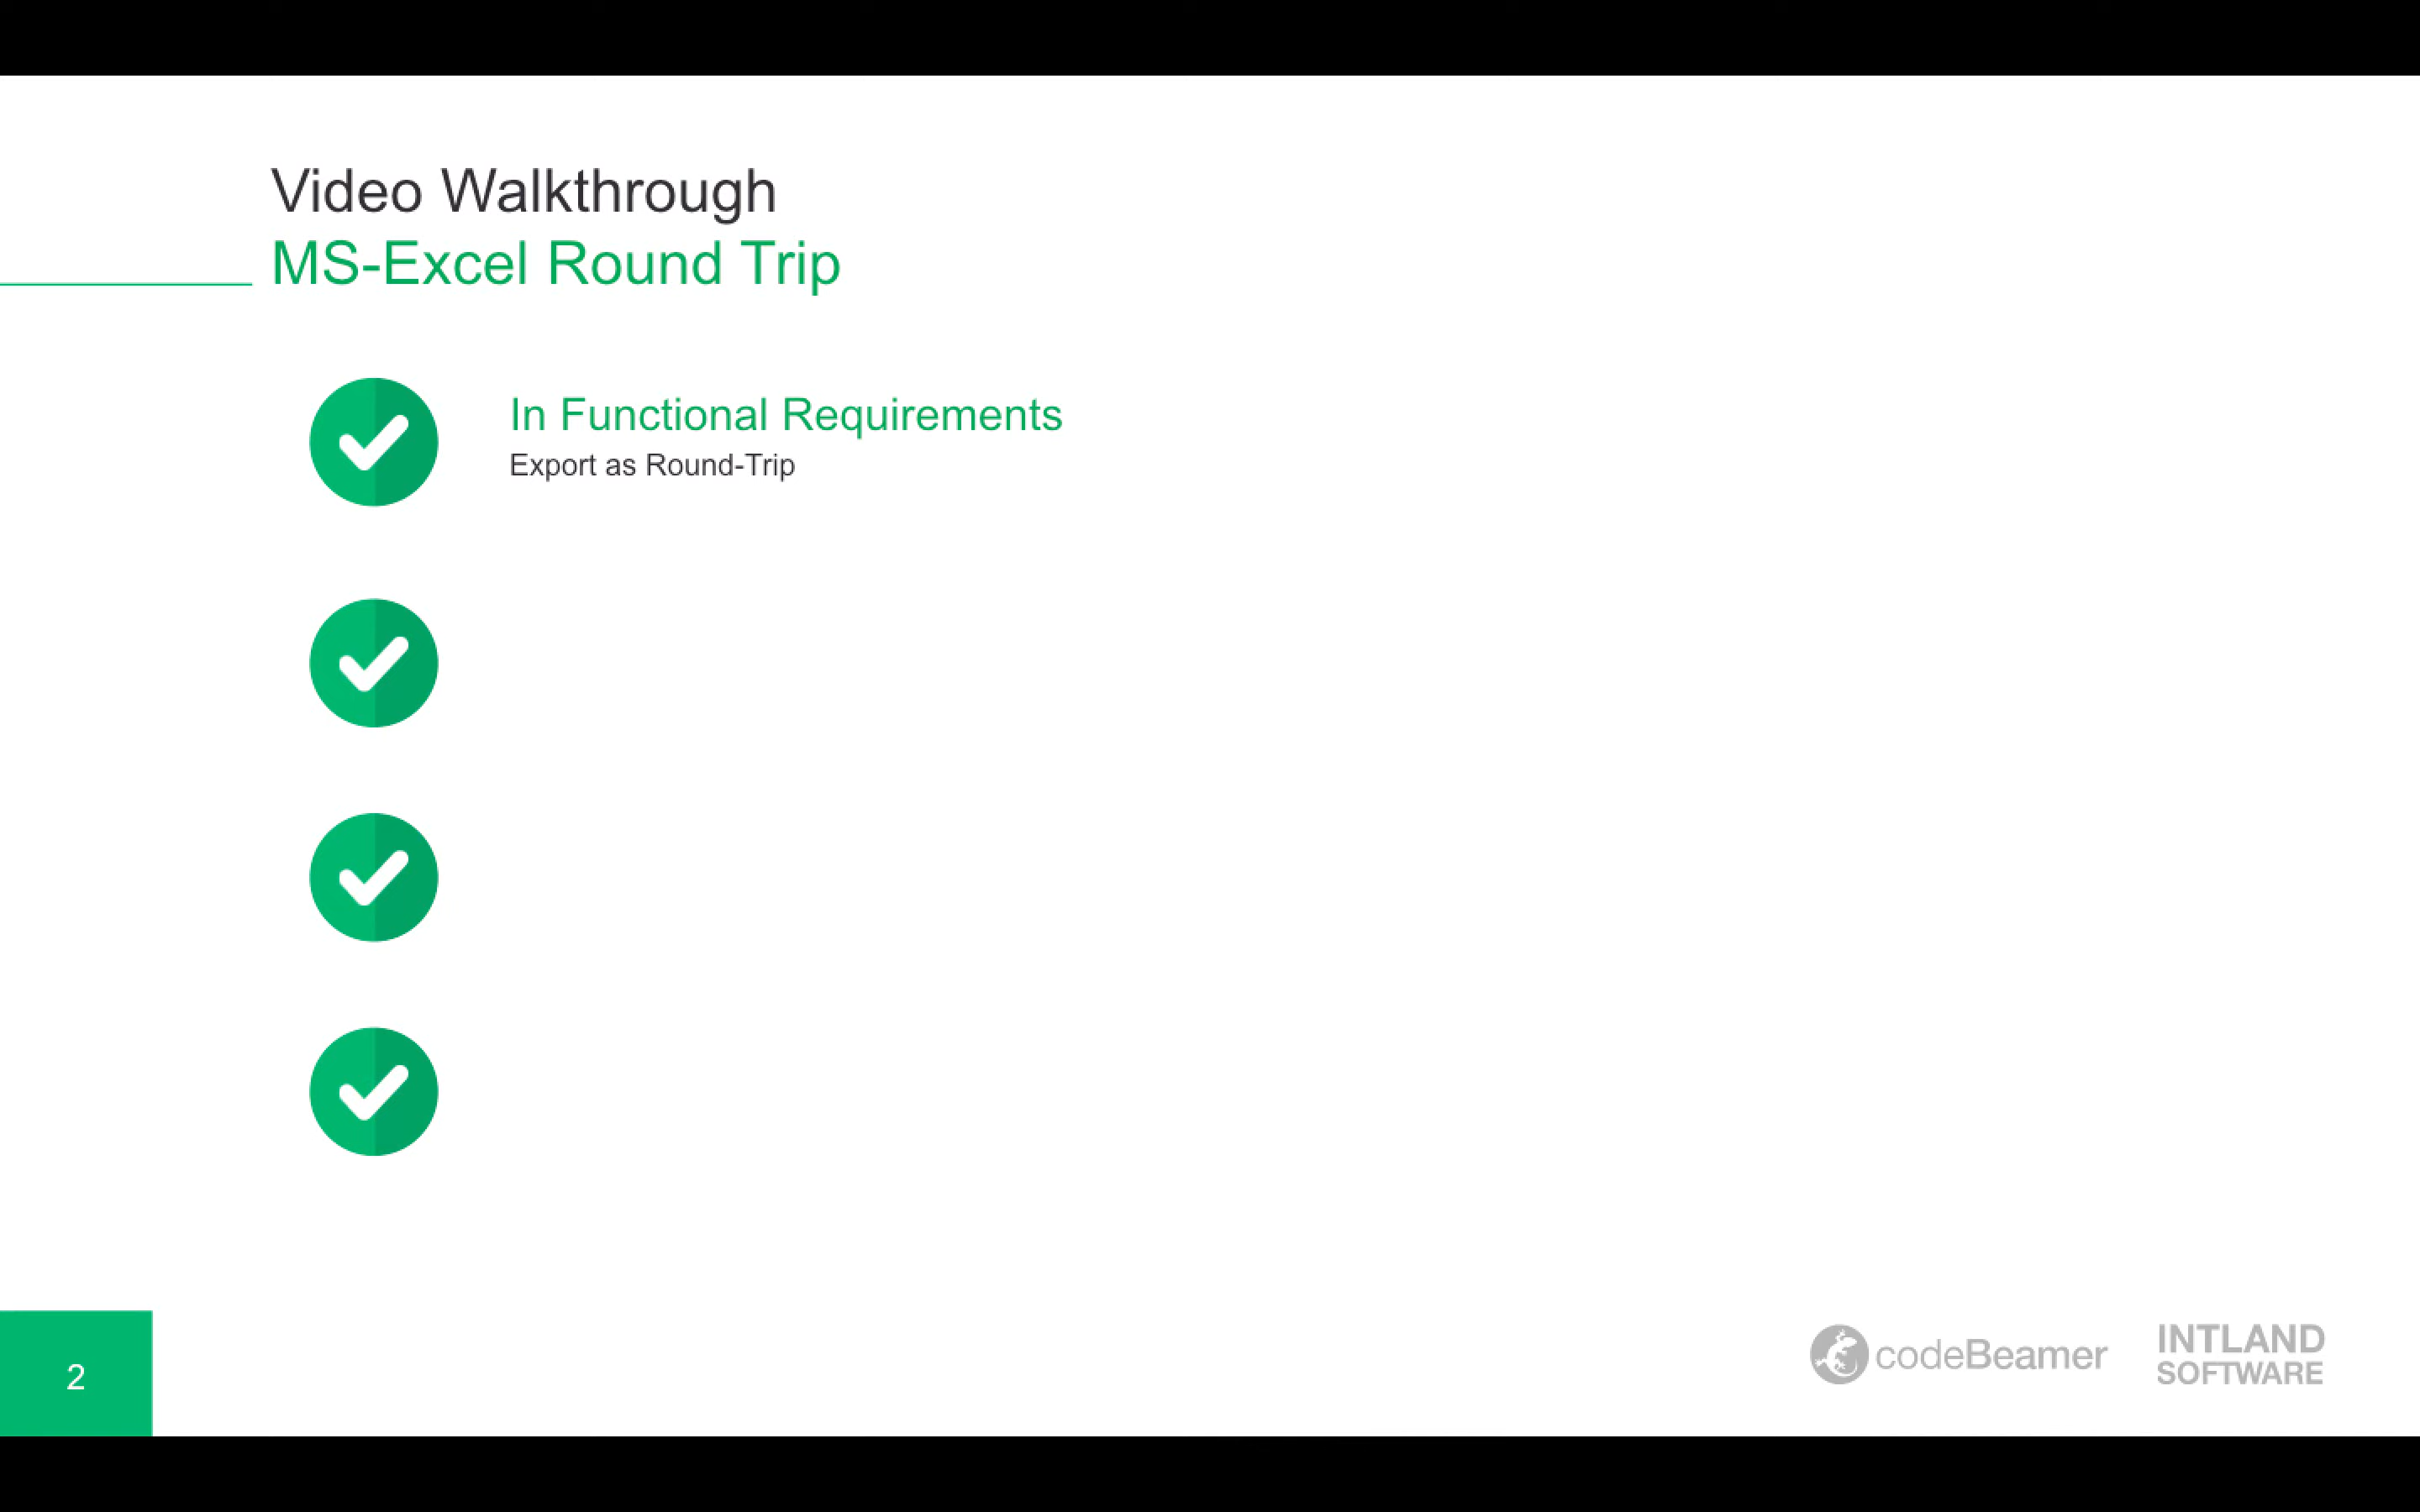 Video Walkthrough
MS-Excel Round Trip
In Functional Requirements
Export as Round-Trip
2
codeBeamer
INTLAND
SOFTWARE